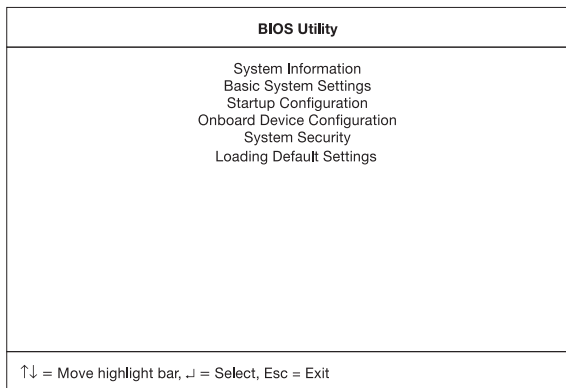 BIOS Utility
System Information
Basic System Settings
Startup Configuration
Onboard Device Configuration
System Security
Loading Default Settings
↑↓ = Move highlight bar, ↵ = Select, Esc = Exit